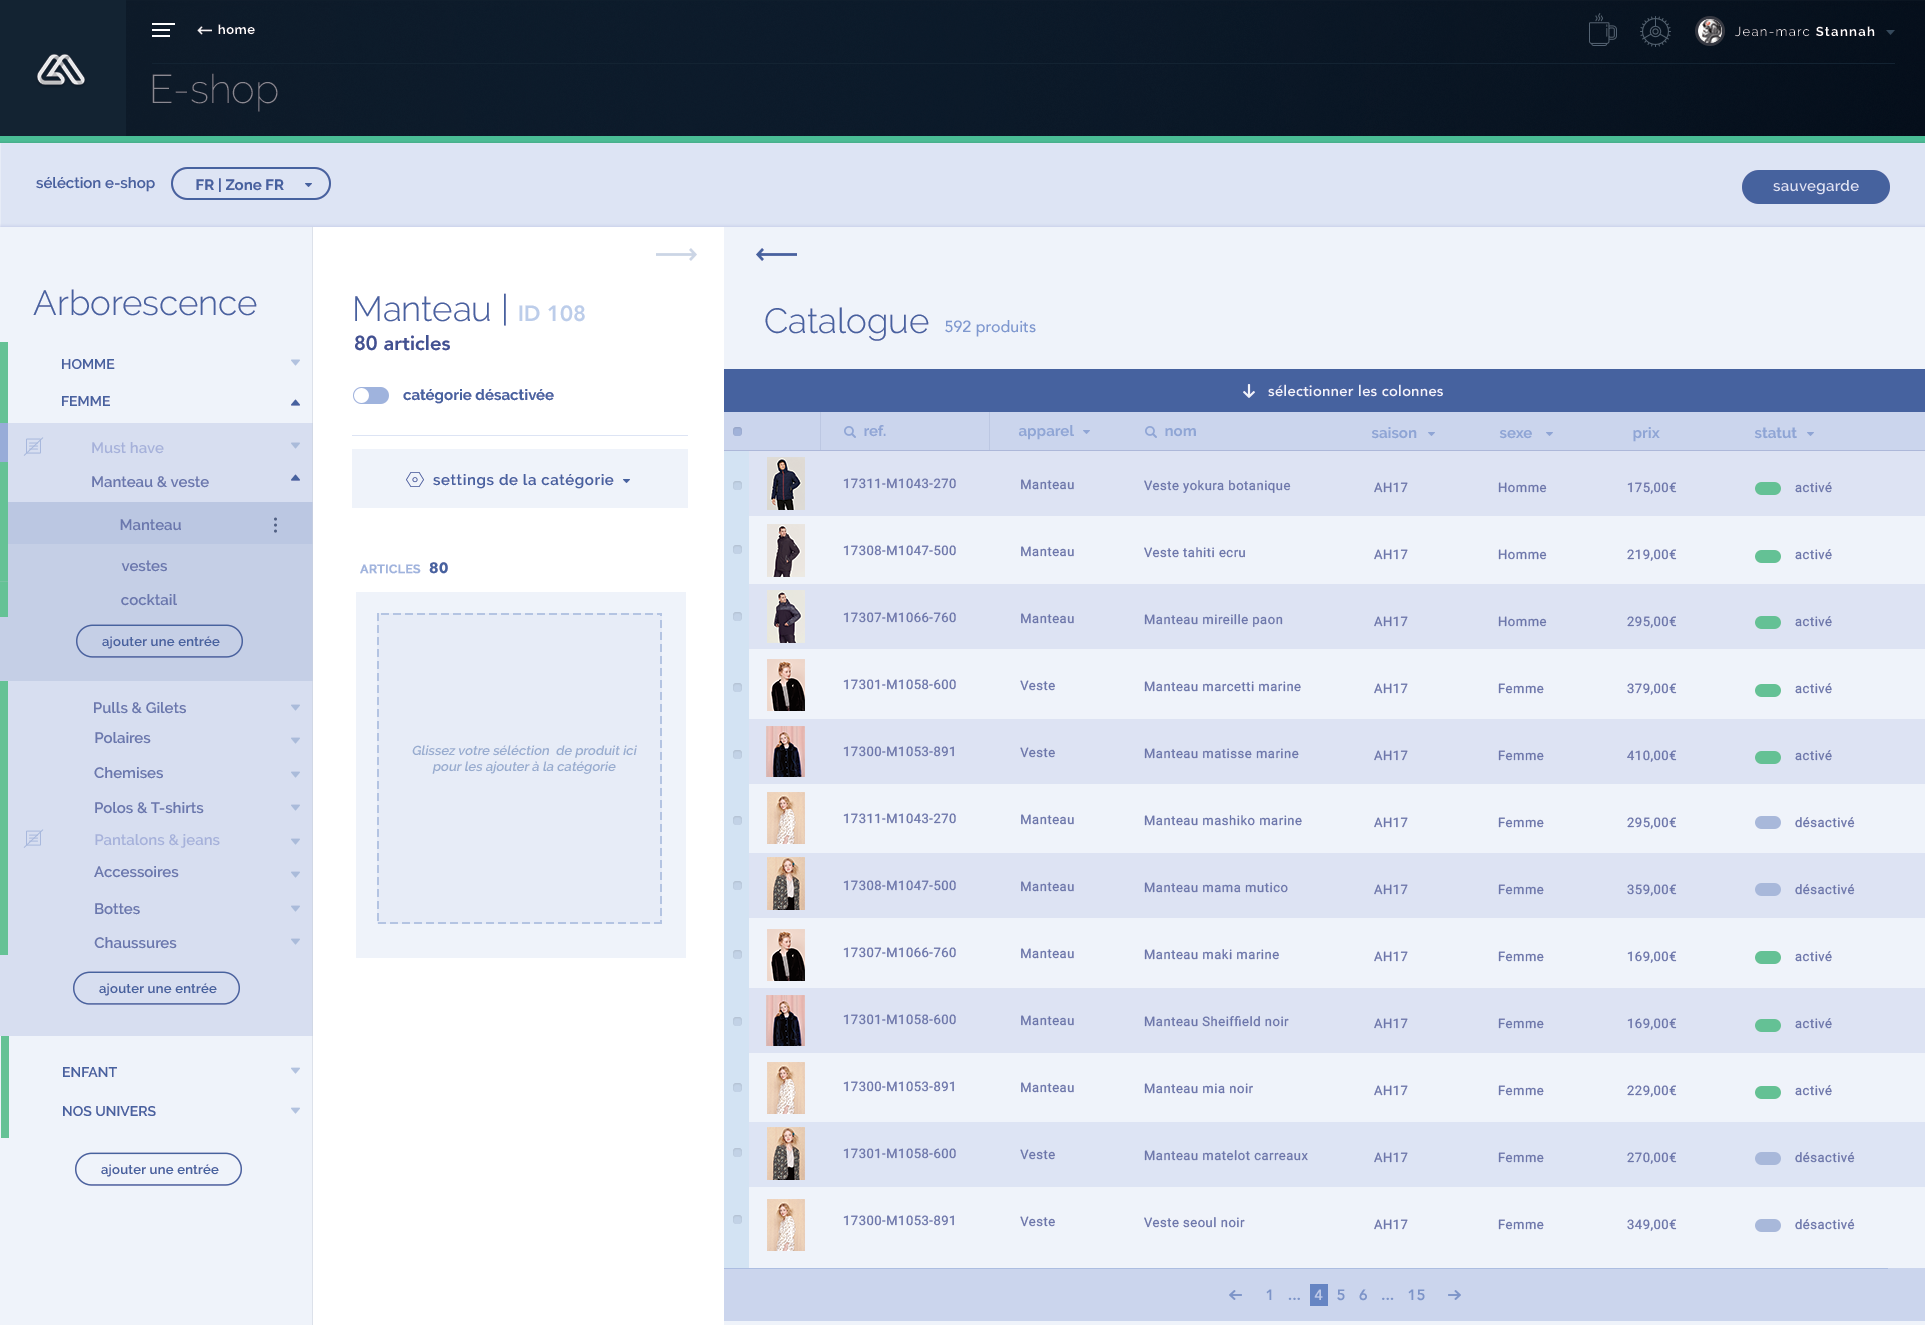 home
Jean-marc Stannah
E-shop
séléction e-shop
FR | Zone FR
sauvegarde
Arborescence
HOMME
FEMME
Must have
Manteau & veste
Manteau
vestes
cocktail
ajouter une entrée
Pulls & Gilets
Polaires
Chemises
Polos & T-shirts
Pantalons & jeans
Accessoires
Bottes
Chaussures
ajouter une entrée
ENFANT
NOS UNIVERS
ajouter une entrée
Manteau | ID 108
80 articles
catégorie désactivée
settings de la catégorie
ARTICLES 80
Glissez votre séléction de produit ici
pour les ajouter à la catégorie
Catalogue 592 produits
sélectionner les colonnes
ref. apparel nom saison sexe prix statut
17311-M1043-270 Manteau Veste yokura botanique AH17 Homme 175,00€ activé
17308-M1047-500 Manteau Veste tahiti ecru AH17 Homme 219,00€ activé
17307-M1066-760 Manteau Manteau mireille paon AH17 Homme 295,00€ activé
17301-M1058-600 Veste Manteau marcetti marine AH17 Femme 379,00€ activé
17300-M1053-891 Veste Manteau matisse marine AH17 Femme 410,00€ activé
17311-M1043-270 Manteau Manteau mashiko marine AH17 Femme 295,00€ désactivé
17308-M1047-500 Manteau Manteau mama mutico AH17 Femme 359,00€ désactivé
17307-M1066-760 Manteau Manteau maki marine AH17 Femme 169,00€ activé
17301-M1058-600 Manteau Manteau Sheiffield noir AH17 Femme 169,00€ activé
17300-M1053-891 Manteau Manteau mia noir AH17 Femme 229,00€ activé
17301-M1058-600 Veste Manteau matelot carreaux AH17 Femme 270,00€ désactivé
17300-M1053-891 Veste Veste seoul noir AH17 Femme 349,00€ désactivé
1 ... 4 5 6 ... 15